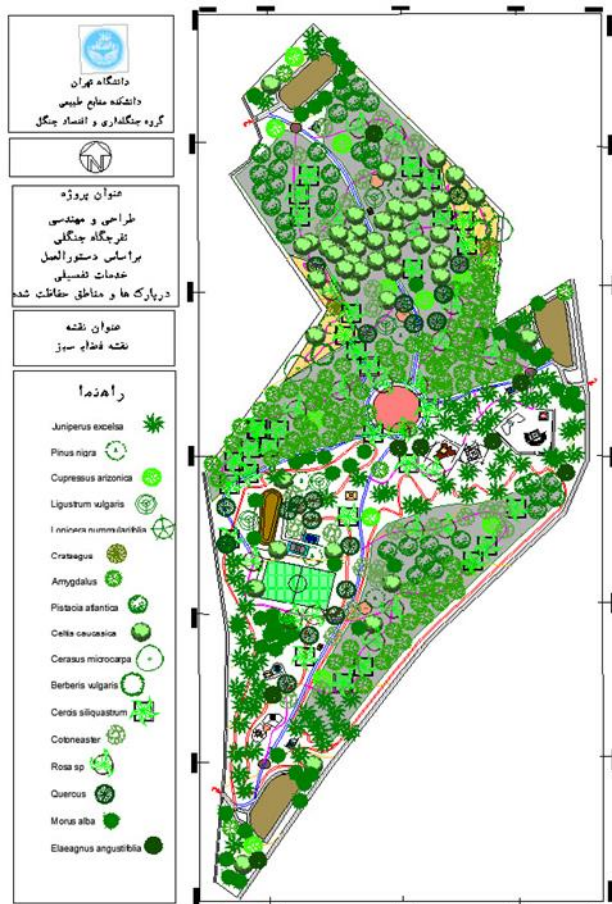 دانشگاه تهران
دانشکده منابع طبیعی
گروه جنگلداری و اقتصاد جنگل
N
عنوان پروژه
طراحی و مهندسی
تفرجگاه جنگلی
براساس دستورالعمل
خدمات تفصیلی
درپارک ها و مناطق حفاظت شده
عنوان نقشه
نقشه فضای سبز
راهنما
Juniperus excelsa
Pinus nigra
Cupressus arizonica
Ligustrum vulgaris
Lonicera nummularifolia
Crataegus
Amygdalus
Pistacia atlantica
Celtis caucasica
Cerasus microcarpa
Berberis vulgaris
Cercis siliquastrum
Cotoneaster
Rosa sp
Quercus
Morus alba
Elaeagnus angustifolia